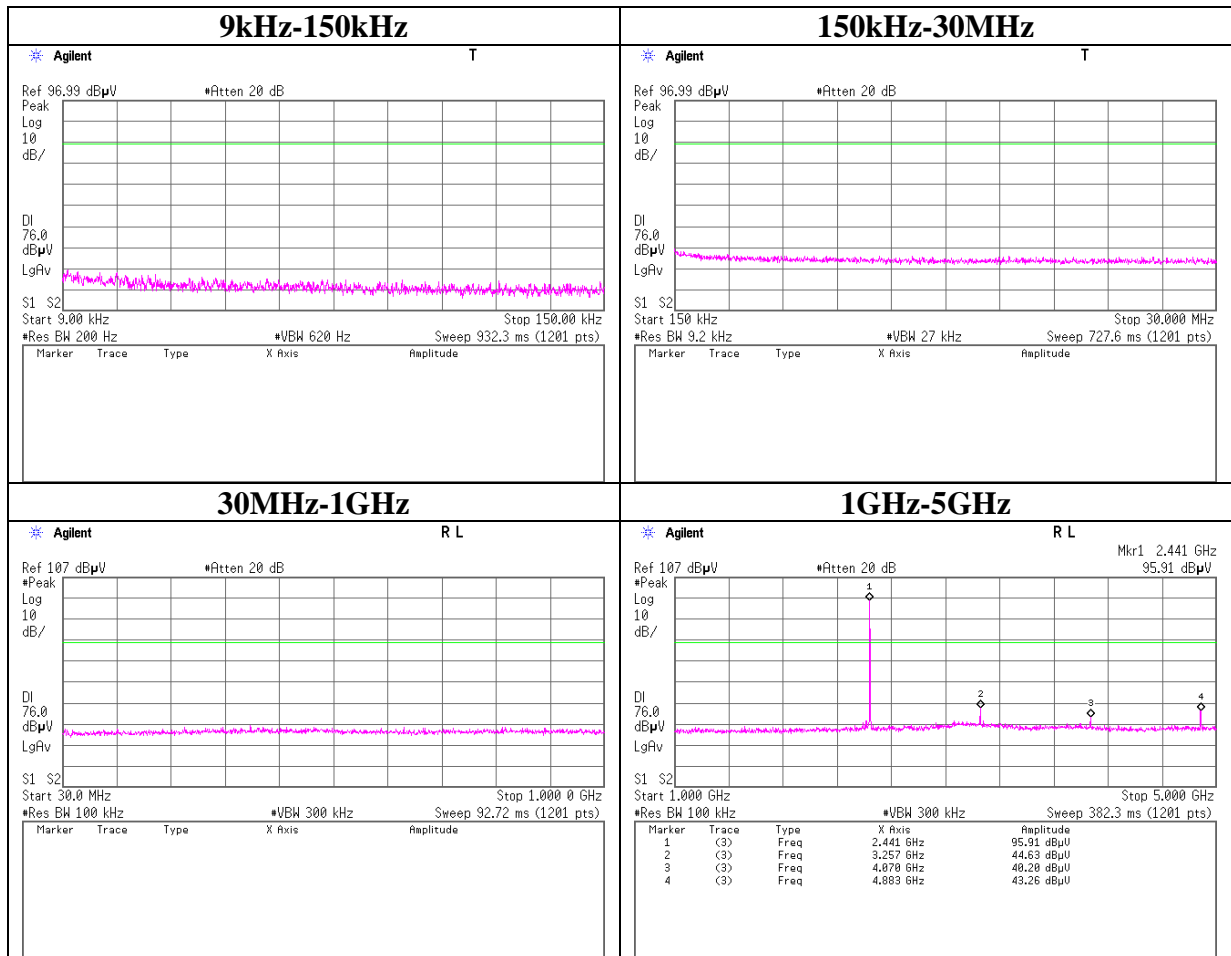 9kHz-150kHz
Agilent T
Ref 96.99 dBµV #Atten 20 dB
Peak
Log
10
dB/
DI
76.0
dBµV
LgAv
S1 S2
Start 9.00 kHz Stop 150.00 kHz
#Res BW 200 Hz #VBW 620 Hz Sweep 932.3 ms (1201 pts)
Marker Trace Type X Axis Amplitude
150kHz-30MHz
Agilent T
Ref 96.99 dBµV #Atten 20 dB
Peak
Log
10
dB/
DI
76.0
dBµV
LgAv
S1 S2
Start 150 kHz Stop 30.000 MHz
#Res BW 9.2 kHz #VBW 27 kHz Sweep 727.6 ms (1201 pts)
Marker Trace Type X Axis Amplitude
30MHz-1GHz
Agilent R L
Ref 107 dBµV #Atten 20 dB
#Peak
Log
10
dB/
DI
76.0
dBµV
LgAv
S1 S2
Start 30.0 MHz Stop 1.000 0 GHz
#Res BW 100 kHz #VBW 300 kHz Sweep 92.72 ms (1201 pts)
Marker Trace Type X Axis Amplitude
1GHz-5GHz
Agilent R L
Mkr1 2.441 GHz
Ref 107 dBµV #Atten 20 dB 95.91 dBµV
#Peak
Log
10
dB/
1
2
3
4
DI
76.0
dBµV
LgAv
S1 S2
Start 1.000 GHz Stop 5.000 GHz
#Res BW 100 kHz #VBW 300 kHz Sweep 382.3 ms (1201 pts)
Marker Trace Type X Axis Amplitude
1 (3) Freq 2.441 GHz 95.91 dBµV
2 (3) Freq 3.257 GHz 44.63 dBµV
3 (3) Freq 4.070 GHz 40.20 dBµV
4 (3) Freq 4.883 GHz 43.26 dBµV